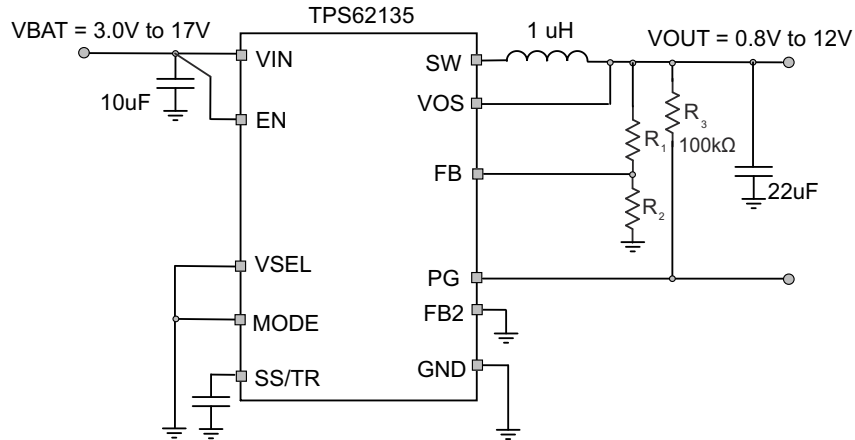 TPS62135
VBAT = 3.0V to 17V
1 uH
VOUT = 0.8V to 12V
VIN
SW
10uF
VOS
EN
R1
R3
100kΩ
FB
22uF
R2
VSEL
PG
MODE
FB2
SS/TR
GND